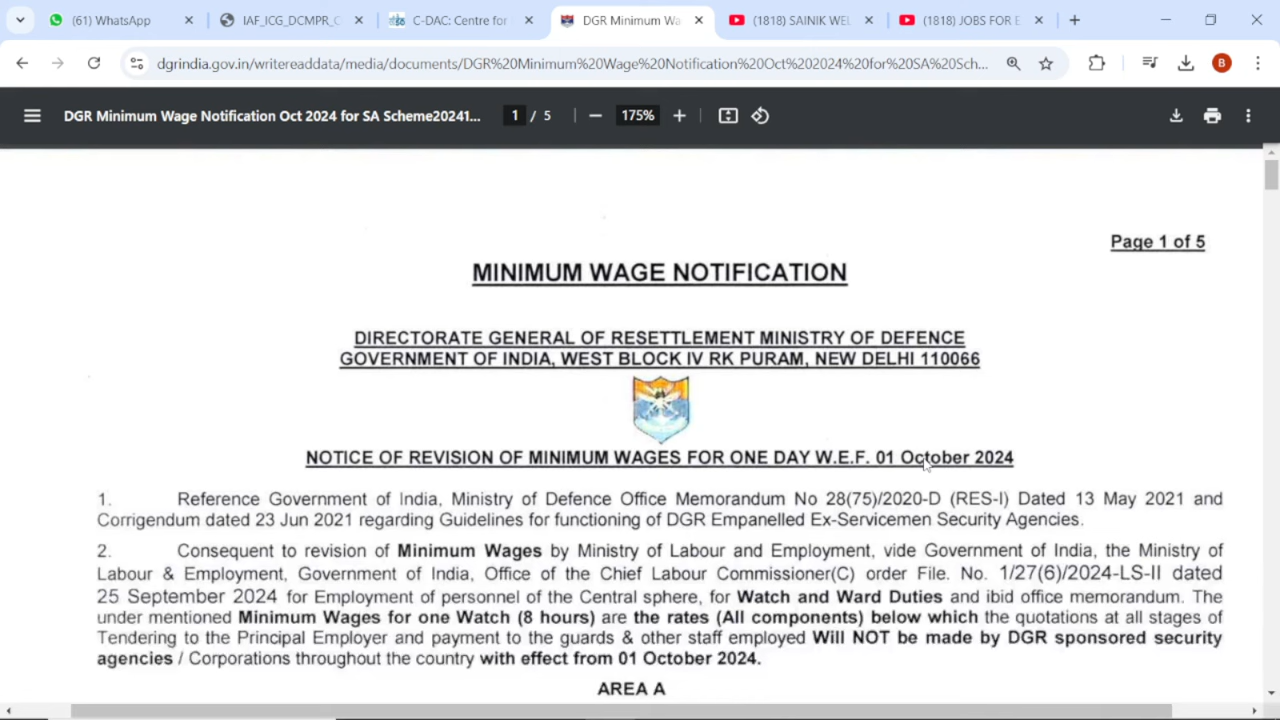 (61) WhatsApp
IAF_ICG_DCMPR_C
C-DAC: Centre for
DGR Minimum Wa
(1818) SAINIK WEL
(1818) JOBS FOR E
dgrindia.gov.in/writereaddata/media/documents/DGR%20Minimum%20Wage%20Notification%20Oct%202024%20for%20SA%20Sch...
B
DGR Minimum Wage Notification Oct 2024 for SA Scheme20241...
1 / 5
175%
Page 1 of 5
MINIMUM WAGE NOTIFICATION
DIRECTORATE GENERAL OF RESETTLEMENT MINISTRY OF DEFENCE
GOVERNMENT OF INDIA, WEST BLOCK IV RK PURAM, NEW DELHI 110066
NOTICE OF REVISION OF MINIMUM WAGES FOR ONE DAY W.E.F. 01 October 2024
1. Reference Government of India, Ministry of Defence Office Memorandum No 28(75)/2020-D (RES-I) Dated 13 May 2021 and
Corrigendum dated 23 Jun 2021 regarding Guidelines for functioning of DGR Empanelled Ex-Servicemen Security Agencies.
2. Consequent to revision of Minimum Wages by Ministry of Labour and Employment, vide Government of India, the Ministry of
Labour & Employment, Government of India, Office of the Chief Labour Commissioner(C) order File. No. 1/27(6)/2024-LS-II dated
25 September 2024 for Employment of personnel of the Central sphere, for Watch and Ward Duties and ibid office memorandum. The
under mentioned Minimum Wages for one Watch (8 hours) are the rates (All components) below which the quotations at all stages of
Tendering to the Principal Employer and payment to the guards & other staff employed Will NOT be made by DGR sponsored security
agencies / Corporations throughout the country with effect from 01 October 2024.
AREA A